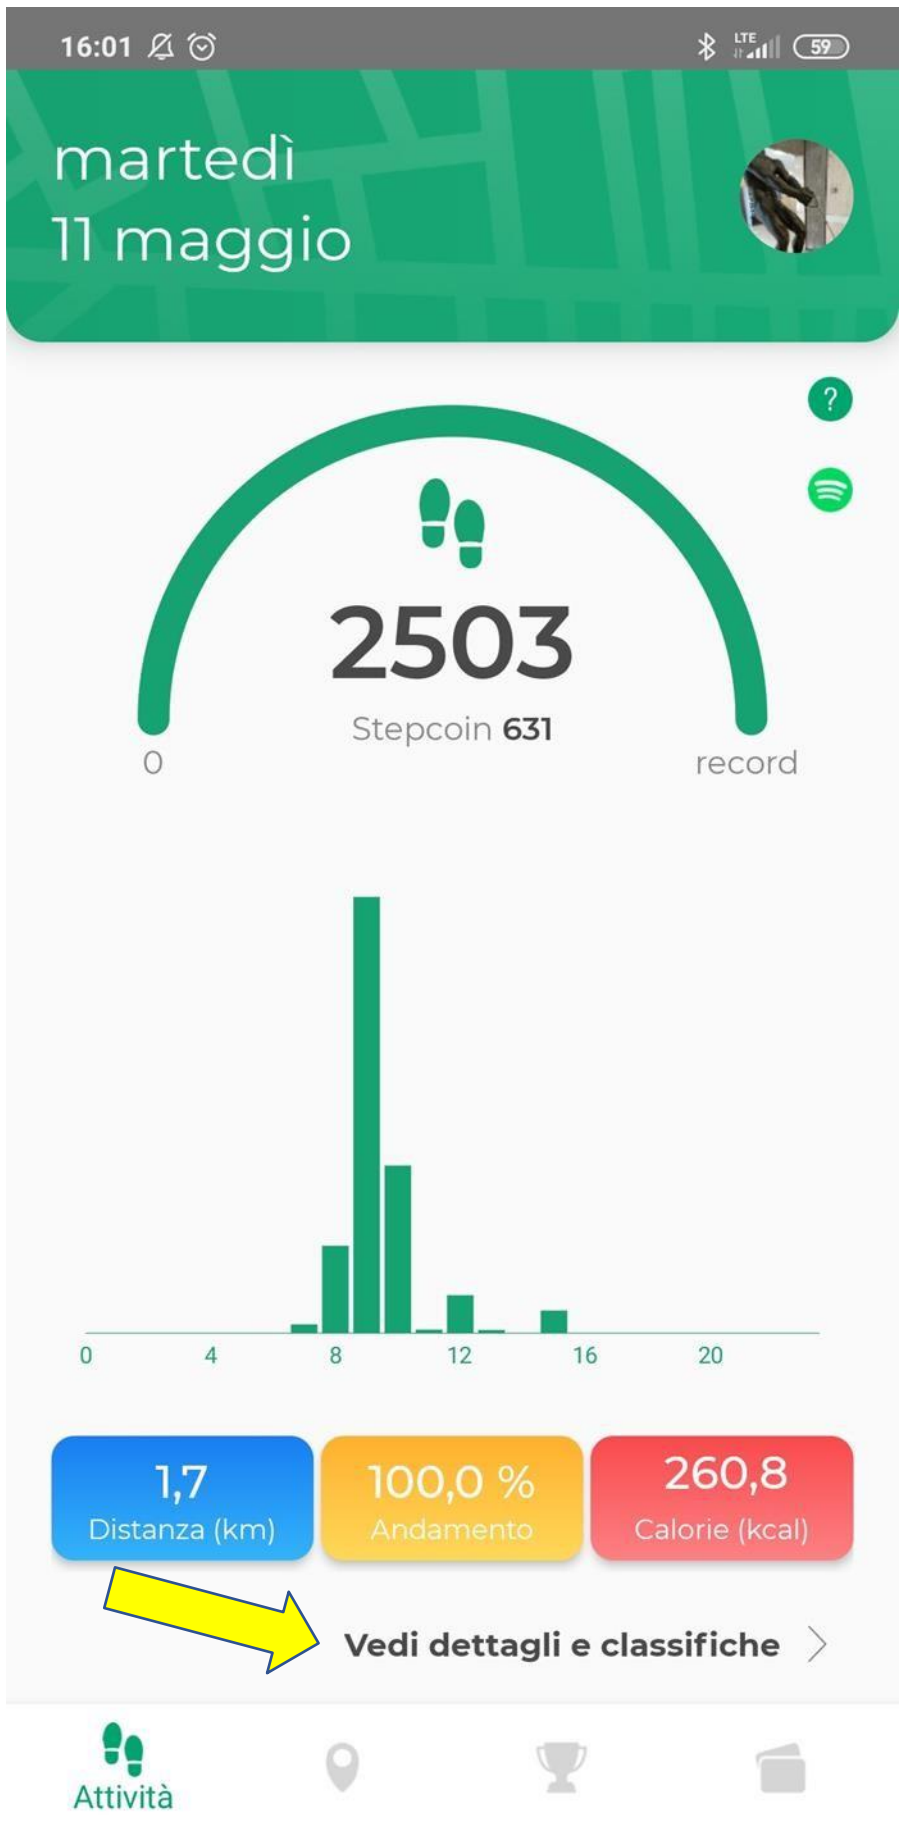 16:01
LTE
59
martedì
11 maggio
?
2503
Stepcoin 631
0
record
0 4 8 12 16 20
1,7
Distanza (km)
100,0 %
Andamento
260,8
Calorie (kcal)
Vedi dettagli e classifiche
Attività